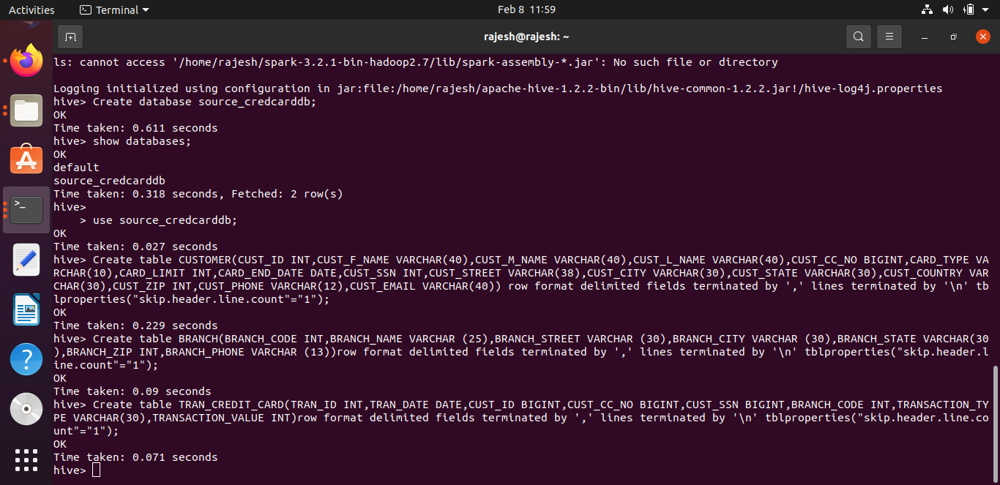 Activities
Terminal
Feb 8 11:59
rajesh@rajesh: ~
ls: cannot access '/home/rajesh/spark-3.2.1-bin-hadoop2.7/lib/spark-assembly-*.jar': No such file or directory
Logging initialized using configuration in jar:file:/home/rajesh/apache-hive-1.2.2-bin/lib/hive-common-1.2.2.jar!/hive-log4j.properties
hive> Create database source_credcarddb;
OK
Time taken: 0.611 seconds
hive> show databases;
OK
default
source_credcarddb
Time taken: 0.318 seconds, Fetched: 2 row(s)
hive>
    > use source_credcarddb;
OK
Time taken: 0.027 seconds
hive> Create table CUSTOMER(CUST_ID INT,CUST_F_NAME VARCHAR(40),CUST_M_NAME VARCHAR(40),CUST_L_NAME VARCHAR(40),CUST_CC_NO BIGINT,CARD_TYPE VA
RCHAR(10),CARD_LIMIT INT,CARD_END_DATE DATE,CUST_SSN INT,CUST_STREET VARCHAR(38),CUST_CITY VARCHAR(30),CUST_STATE VARCHAR(30),CUST_COUNTRY VAR
CHAR(30),CUST_ZIP INT,CUST_PHONE VARCHAR(12),CUST_EMAIL VARCHAR(40)) row format delimited fields terminated by ',' lines terminated by '\n' tb
lproperties("skip.header.line.count"="1");
OK
Time taken: 0.229 seconds
hive> Create table BRANCH(BRANCH_CODE INT,BRANCH_NAME VARCHAR (25),BRANCH_STREET VARCHAR (30),BRANCH_CITY VARCHAR (30),BRANCH_STATE VARCHAR(30
),BRANCH_ZIP INT,BRANCH_PHONE VARCHAR (13))row format delimited fields terminated by ',' lines terminated by '\n' tblproperties("skip.header.l
ine.count"="1");
OK
Time taken: 0.09 seconds
hive> Create table TRAN_CREDIT_CARD(TRAN_ID INT,TRAN_DATE DATE,CUST_ID BIGINT,CUST_CC_NO BIGINT,CUST_SSN BIGINT,BRANCH_CODE INT,TRANSACTION_TY
PE VARCHAR(30),TRANSACTION_VALUE INT)row format delimited fields terminated by ',' lines terminated by '\n' tblproperties("skip.header.line.co
unt"="1");
OK
Time taken: 0.071 seconds
hive>